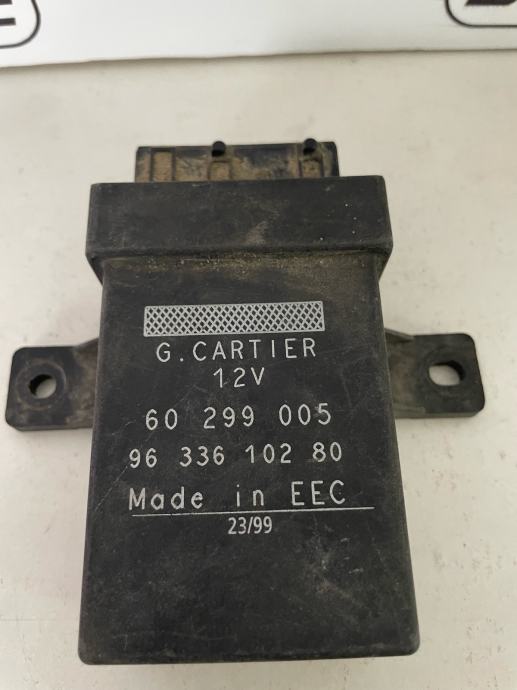 G.CARTIER
12V
60 299 005
96 336 102 80
Made in EEC
23/99